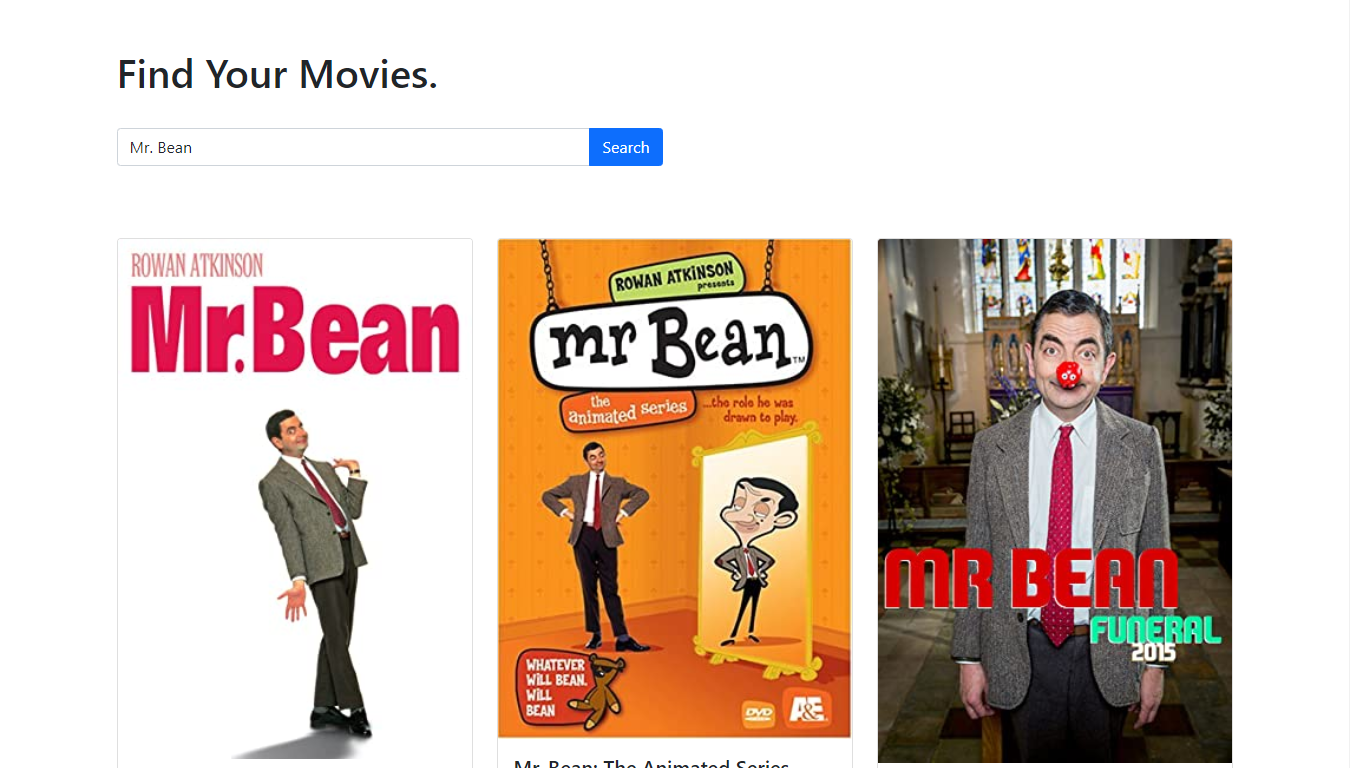 Find Your Movies.
Mr. Bean
Search
ROWAN ATKINSON
Mr. Bean
ROWAN ATKINSON
presents
mr Bean TM
the
animated series
...the role he was
drawn to play.
WHATEVER
WILL BEAN,
WILL
BEAN
DVD
A&E
Mr. Bean: The Animated Series
MR BEAN
FUNERAL
2015